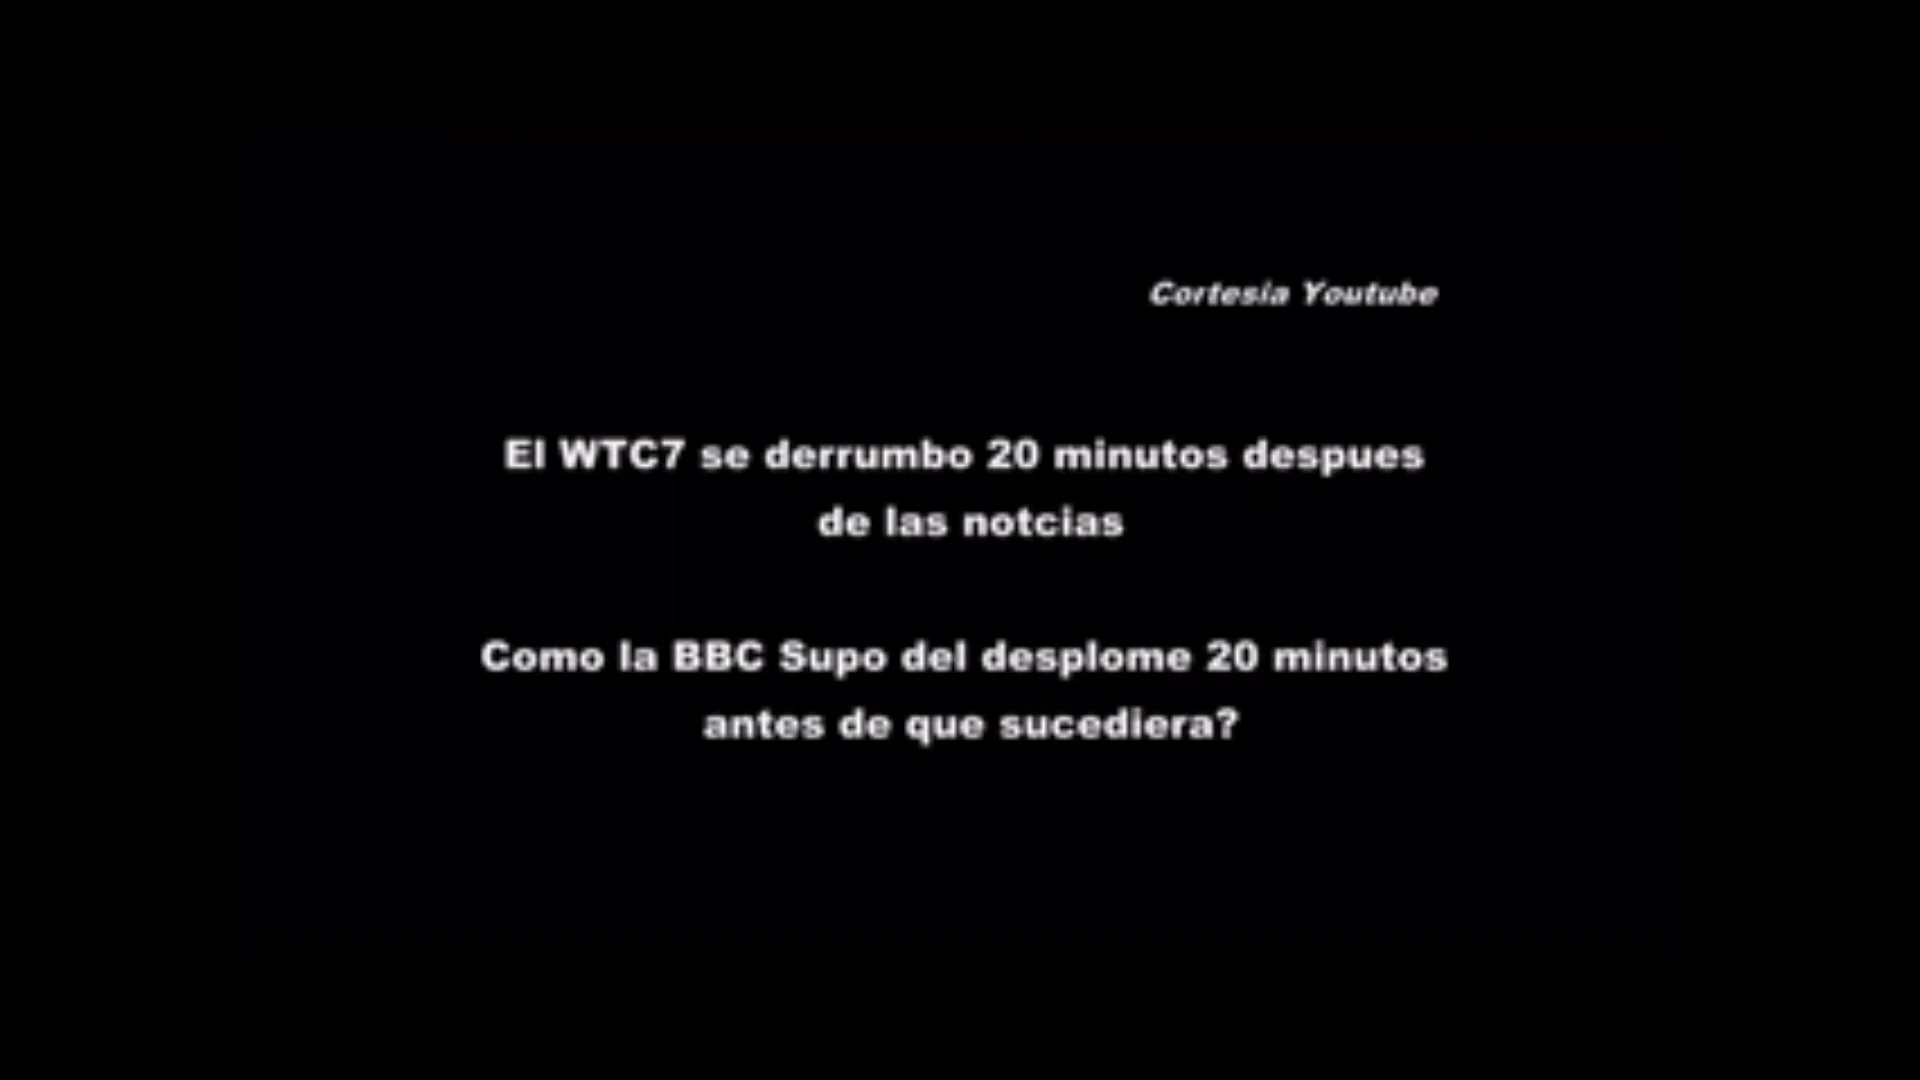 Cortesia Youtube
El WTC7 se derrumbo 20 minutos despues
de las notcias
Como la BBC Supo del desplome 20 minutos
antes de que sucediera?